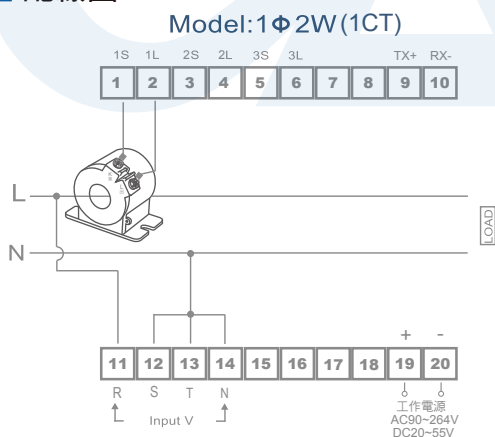 Model:1Φ2W(1CT)
1S 1L 2S 2L 3S 3L TX+ RX-
1 2 3 4 5 6 7 8 9 10
K
L
L
N
LOAD
+ -
11 12 13 14 15 16 17 18 19 20
R S T N
Input V
工作電源
AC90~264V
DC20~55V